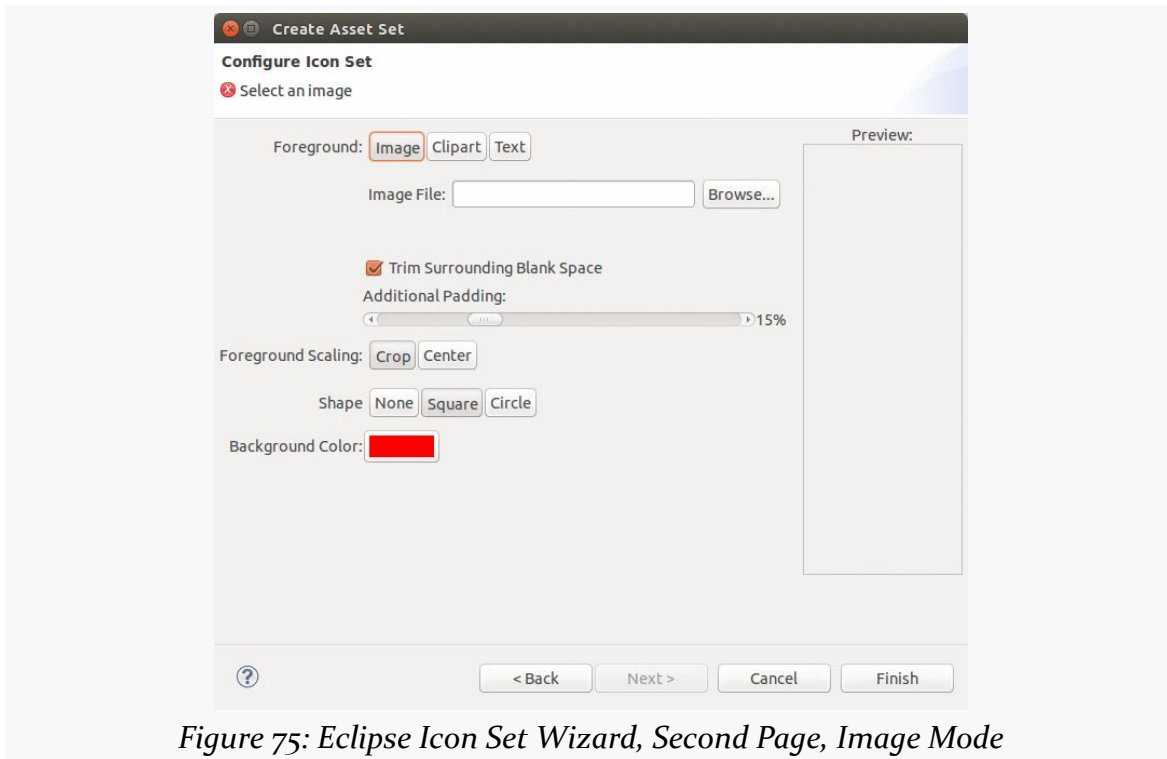 Create Asset Set
Configure Icon Set
Select an image
Preview:
Foreground: Image Clipart Text
Image File: Browse...
Trim Surrounding Blank Space
Additional Padding:
15%
Foreground Scaling: Crop Center
Shape None Square Circle
Background Color:
? < Back Next > Cancel Finish
Figure 75: Eclipse Icon Set Wizard, Second Page, Image Mode